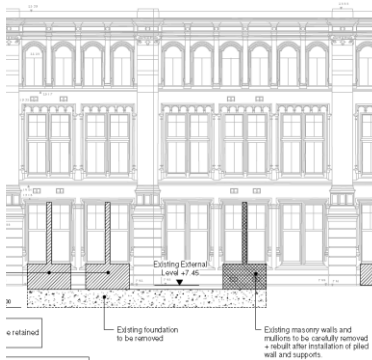 Existing External
Level +7.45
e retained
Existing foundation
to be removed
Existing masonry walls and
mullions to be carefully removed
+ rebuilt after installation of piled
wall and supports.